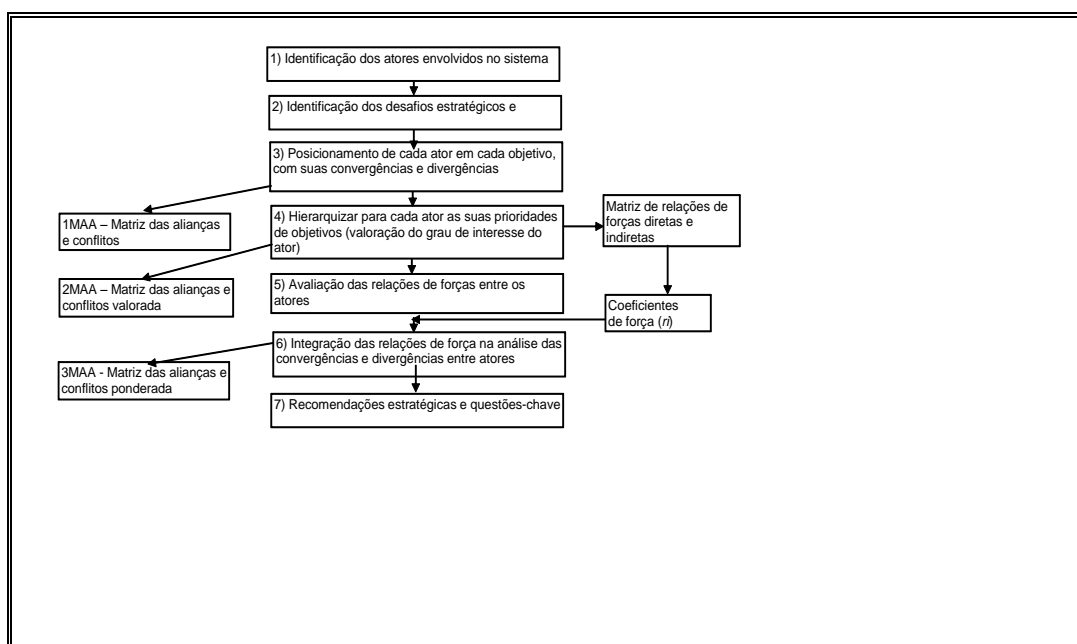 1) Identificação dos atores envolvidos no sistema
2) Identificação dos desafios estratégicos e
3) Posicionamento de cada ator em cada objetivo,
com suas convergências e divergências
1MAA – Matriz das alianças
e conflitos
4) Hierarquizar para cada ator as suas prioridades
de objetivos (valoração do grau de interesse do
ator)
Matriz de relações de
forças diretas e
indiretas
2MAA – Matriz das alianças e
conflitos valorada
5) Avaliação das relações de forças entre os
atores
Coeficientes
de força (ri)
6) Integração das relações de força na análise das
convergências e divergências entre atores
3MAA - Matriz das alianças e
conflitos ponderada
7) Recomendações estratégicas e questões-chave